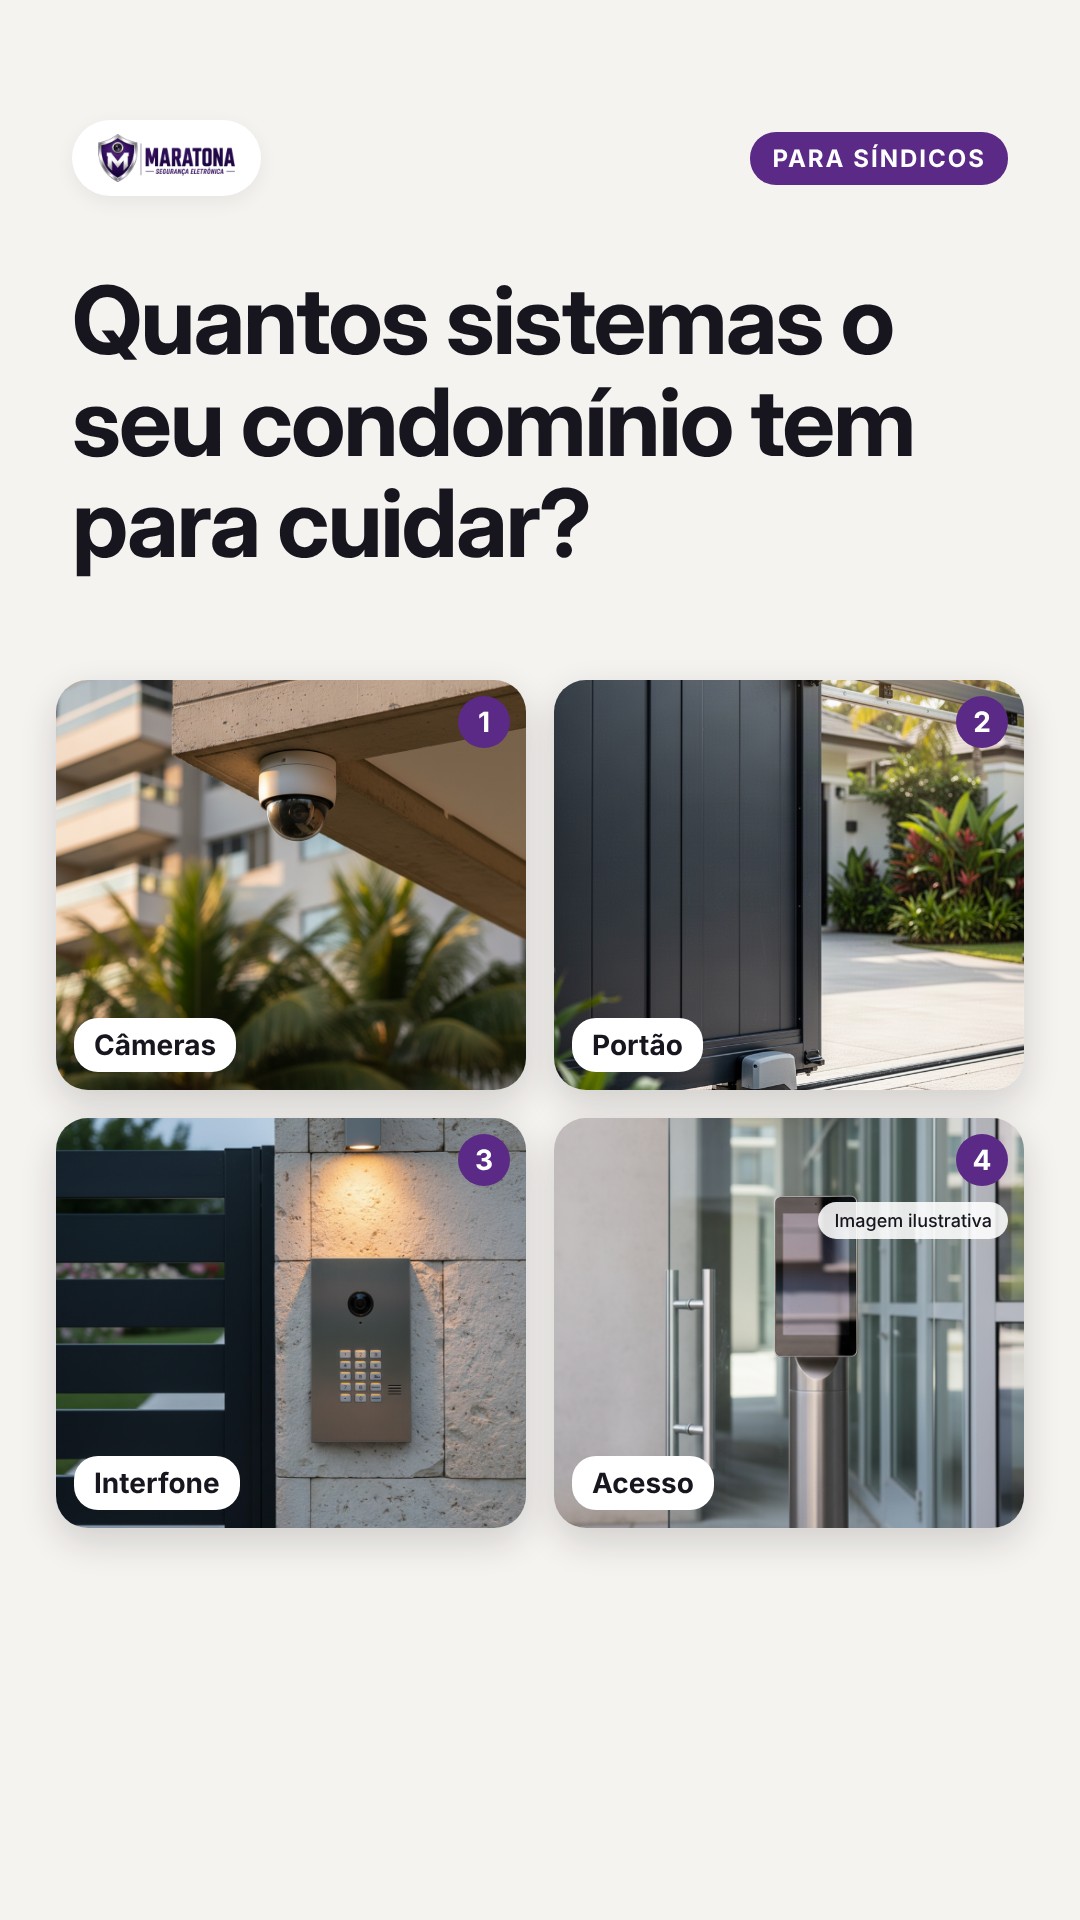 MARATONA
SEGURANÇA ELETRÔNICA
PARA SÍNDICOS
Quantos sistemas o
seu condomínio tem
para cuidar?
1
2
Câmeras
Portão
3
4
Imagem ilustrativa
Interfone
Acesso